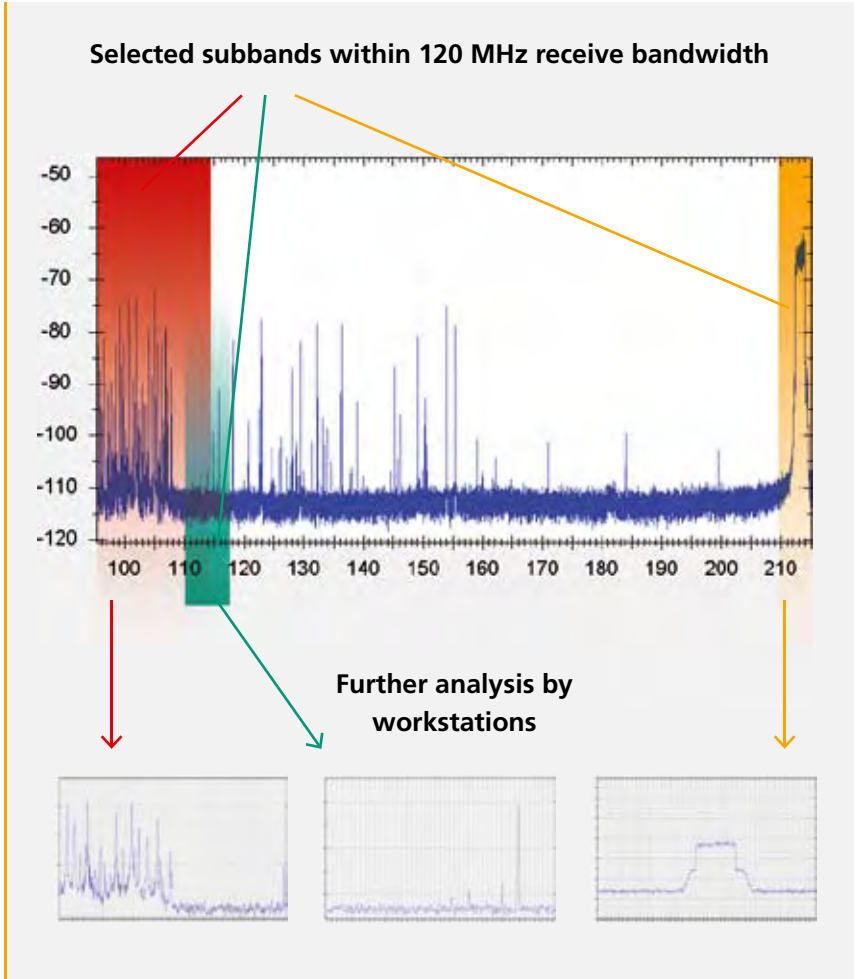 Selected subbands within 120 MHz receive bandwidth
-50
-60
-70
-80
-90
-100
-110
-120
100 110 120 130 140 150 160 170 180 190 200 210
Further analysis by
workstations